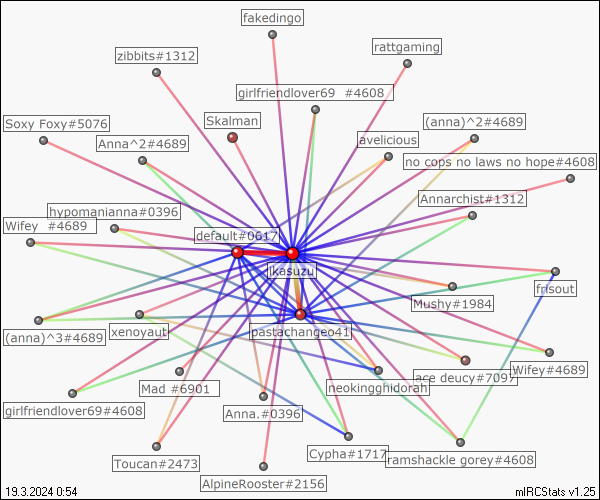 fakedingo
rattgaming
zibbits#1312
girlfriendlover69 #4608
Skalman
(anna)^2#4689
Soxy Foxy#5076
Anna^2#4689
avelicious
no cops no laws no hope#4608
Annarchist#1312
hypomanianna#0396
Wifey #4689
default#0617
ikasuzu
frisout
Mushy#1984
pastachangeo41
xenoyaut
(anna)^3#4689
Wifey#4689
ace deucy#7097
neokingghidorah
Mad #6901
girlfriendlover69#4608
Anna.#0396
Cypha#1717
ramshackle gorey#4608
Toucan#2473
AlpineRooster#2156
19.3.2024 0:54
mIRCStats v1.25